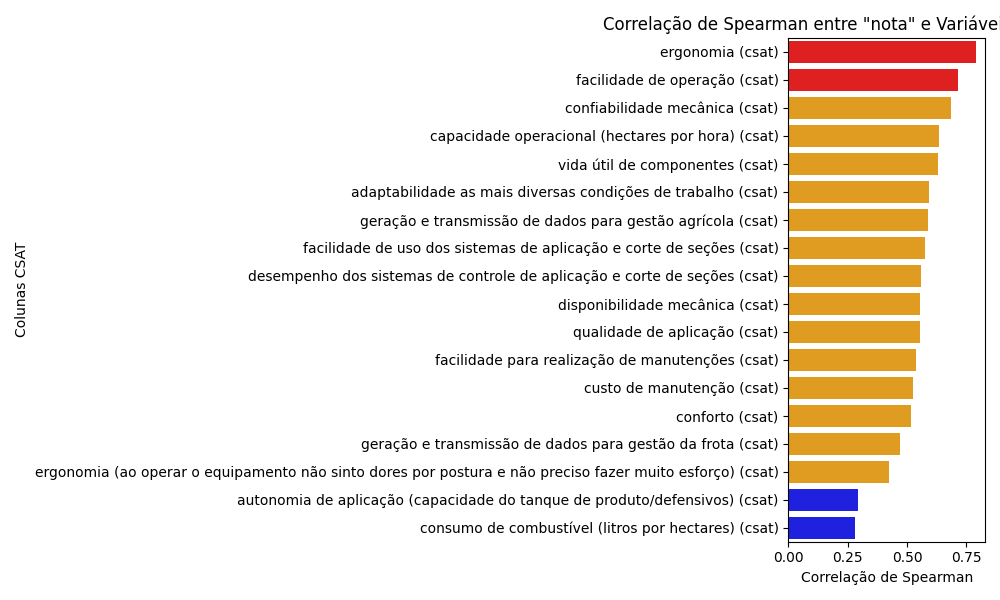 Correlação de Spearman entre "nota" e Variáve
ergonomia (csat)
facilidade de operação (csat)
confiabilidade mecânica (csat)
capacidade operacional (hectares por hora) (csat)
vida útil de componentes (csat)
adaptabilidade as mais diversas condições de trabalho (csat)
geração e transmissão de dados para gestão agrícola (csat)
facilidade de uso dos sistemas de aplicação e corte de seções (csat)
desempenho dos sistemas de controle de aplicação e corte de seções (csat)
disponibilidade mecânica (csat)
qualidade de aplicação (csat)
facilidade para realização de manutenções (csat)
custo de manutenção (csat)
conforto (csat)
geração e transmissão de dados para gestão da frota (csat)
ergonomia (ao operar o equipamento não sinto dores por postura e não preciso fazer muito esforço) (csat)
autonomia de aplicação (capacidade do tanque de produto/defensivos) (csat)
consumo de combustível (litros por hectares) (csat)
Colunas CSAT
0.00 0.25 0.50 0.75
Correlação de Spearman